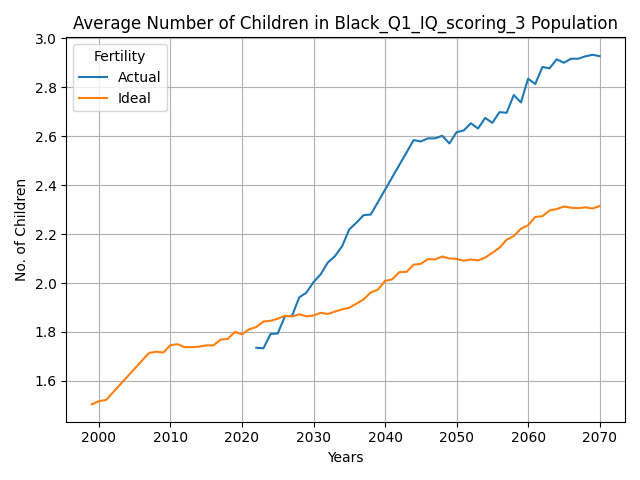 Average Number of Children in Black_Q1_IQ_scoring_3 Population
Fertility
Actual
Ideal
No. of Children
3.0
2.8
2.6
2.4
2.2
2.0
1.8
1.6
2000 2010 2020 2030 2040 2050 2060 2070
Years